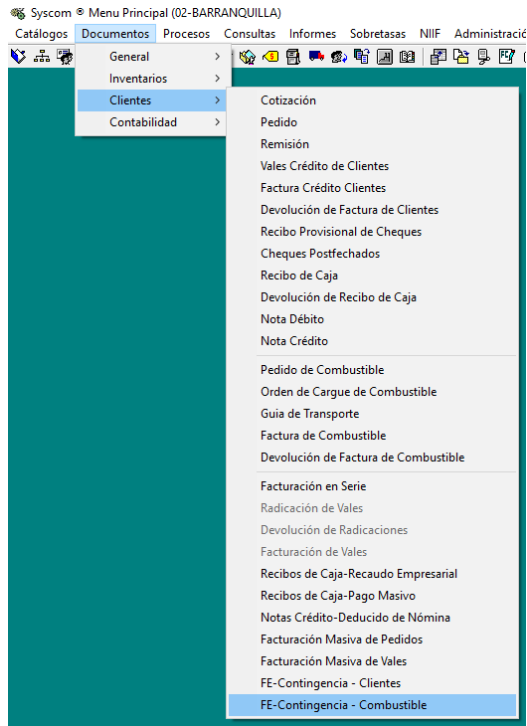 Syscom ® Menu Principal (02-BARRANQUILLA)
Catálogos Documentos Procesos Consultas Informes Sobretasas NIIF Administració
General
Inventarios
Clientes
Contabilidad
Cotización
Pedido
Remisión
Vales Crédito de Clientes
Factura Crédito Clientes
Devolución de Factura de Clientes
Recibo Provisional de Cheques
Cheques Postfechados
Recibo de Caja
Devolución de Recibo de Caja
Nota Débito
Nota Crédito
Pedido de Combustible
Orden de Cargue de Combustible
Guia de Transporte
Factura de Combustible
Devolución de Factura de Combustible
Facturación en Serie
Radicación de Vales
Devolución de Radicaciones
Facturación de Vales
Recibos de Caja-Recaudo Empresarial
Recibos de Caja-Pago Masivo
Notas Crédito-Deducido de Nómina
Facturación Masiva de Pedidos
Facturación Masiva de Vales
FE-Contingencia - Clientes
FE-Contingencia - Combustible